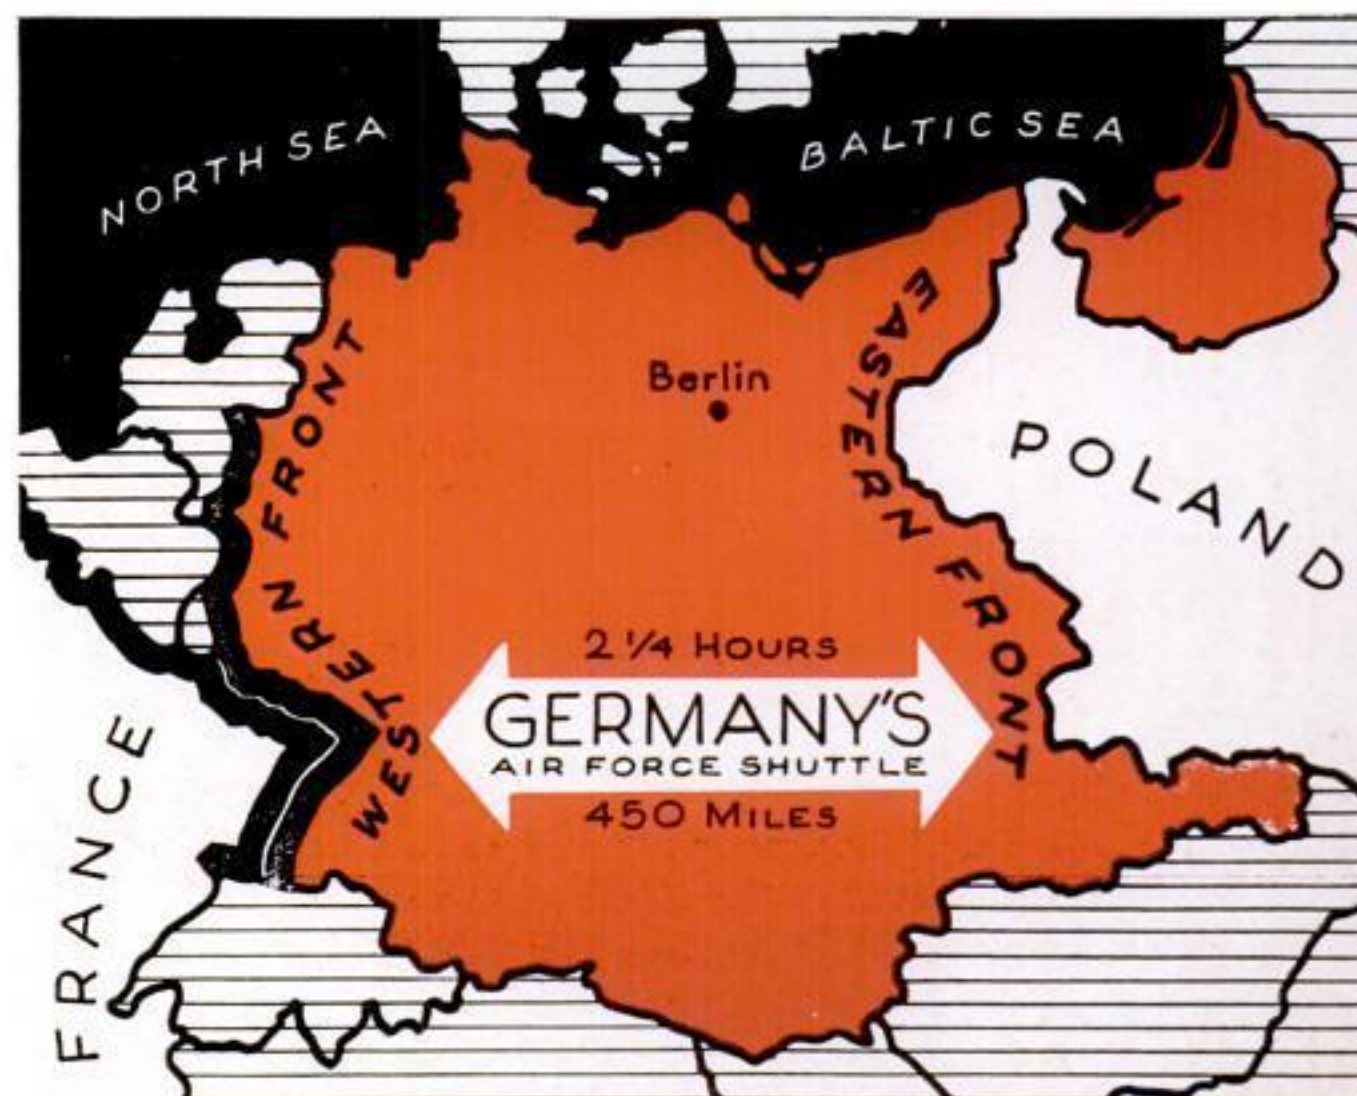 NORTH SEA
BALTIC SEA
EASTERN FRONT
WESTERN FRONT
Berlin
POLAND
2 1/4 HOURS
GERMANY'S
AIR FORCE SHUTTLE
450 MILES
FRANCE